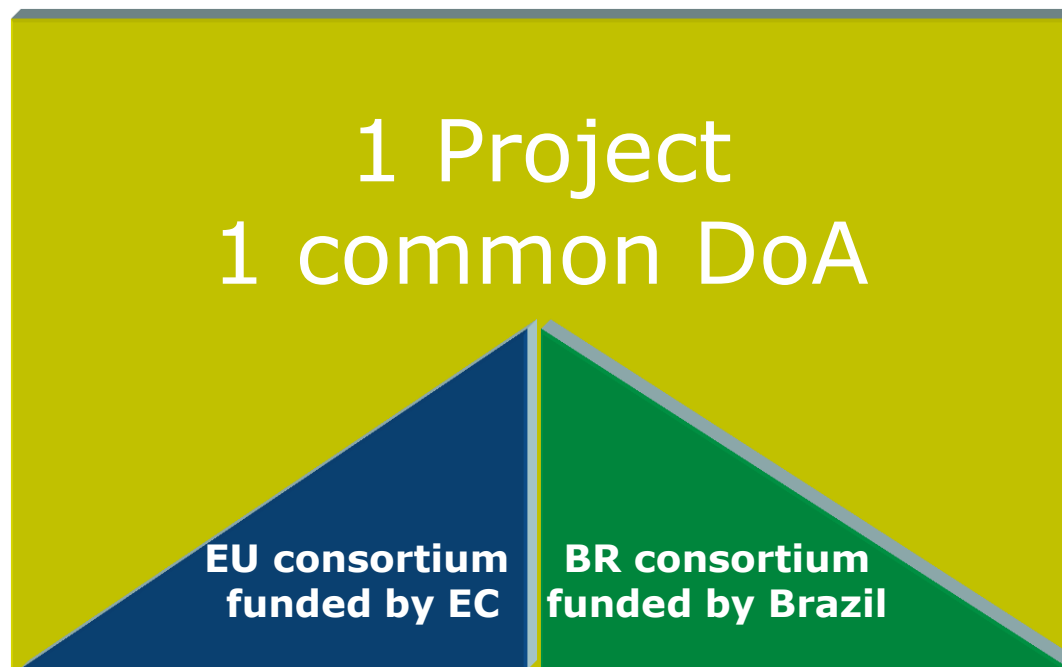 1 Project
1 common DoA
EU consortium
funded by EC
BR consortium
funded by Brazil